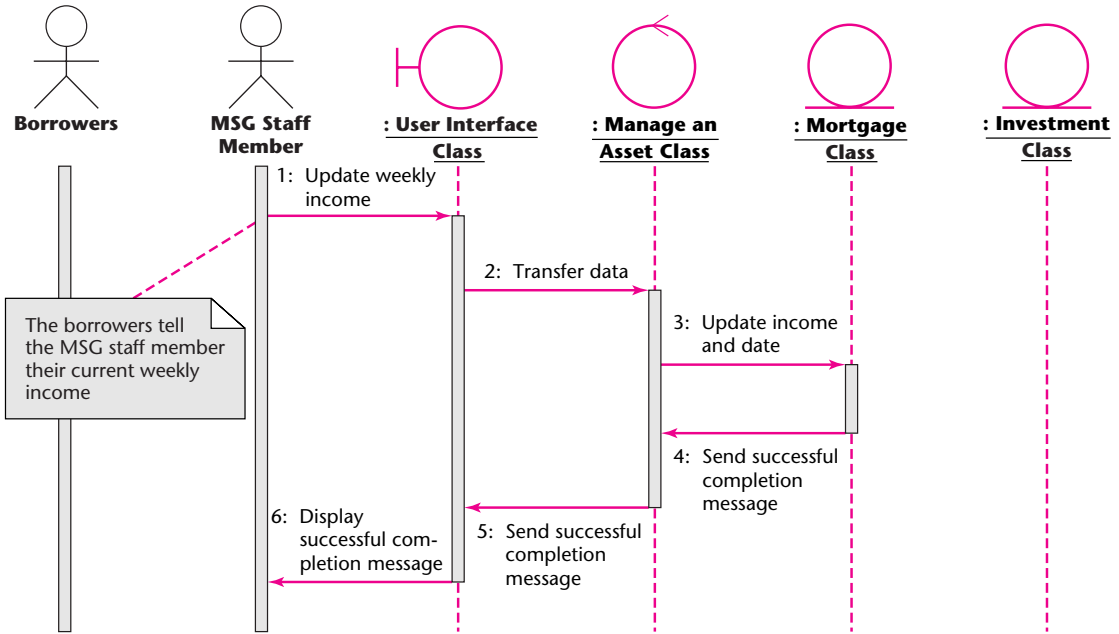 Borrowers
MSG Staff
Member
: User Interface
Class
: Manage an
Asset Class
: Mortgage
Class
: Investment
Class
1: Update weekly
income
2: Transfer data
The borrowers tell
the MSG staff member
their current weekly
income
3: Update income
and date
4: Send successful
completion
message
6: Display
successful com-
pletion message
5: Send successful
completion
message